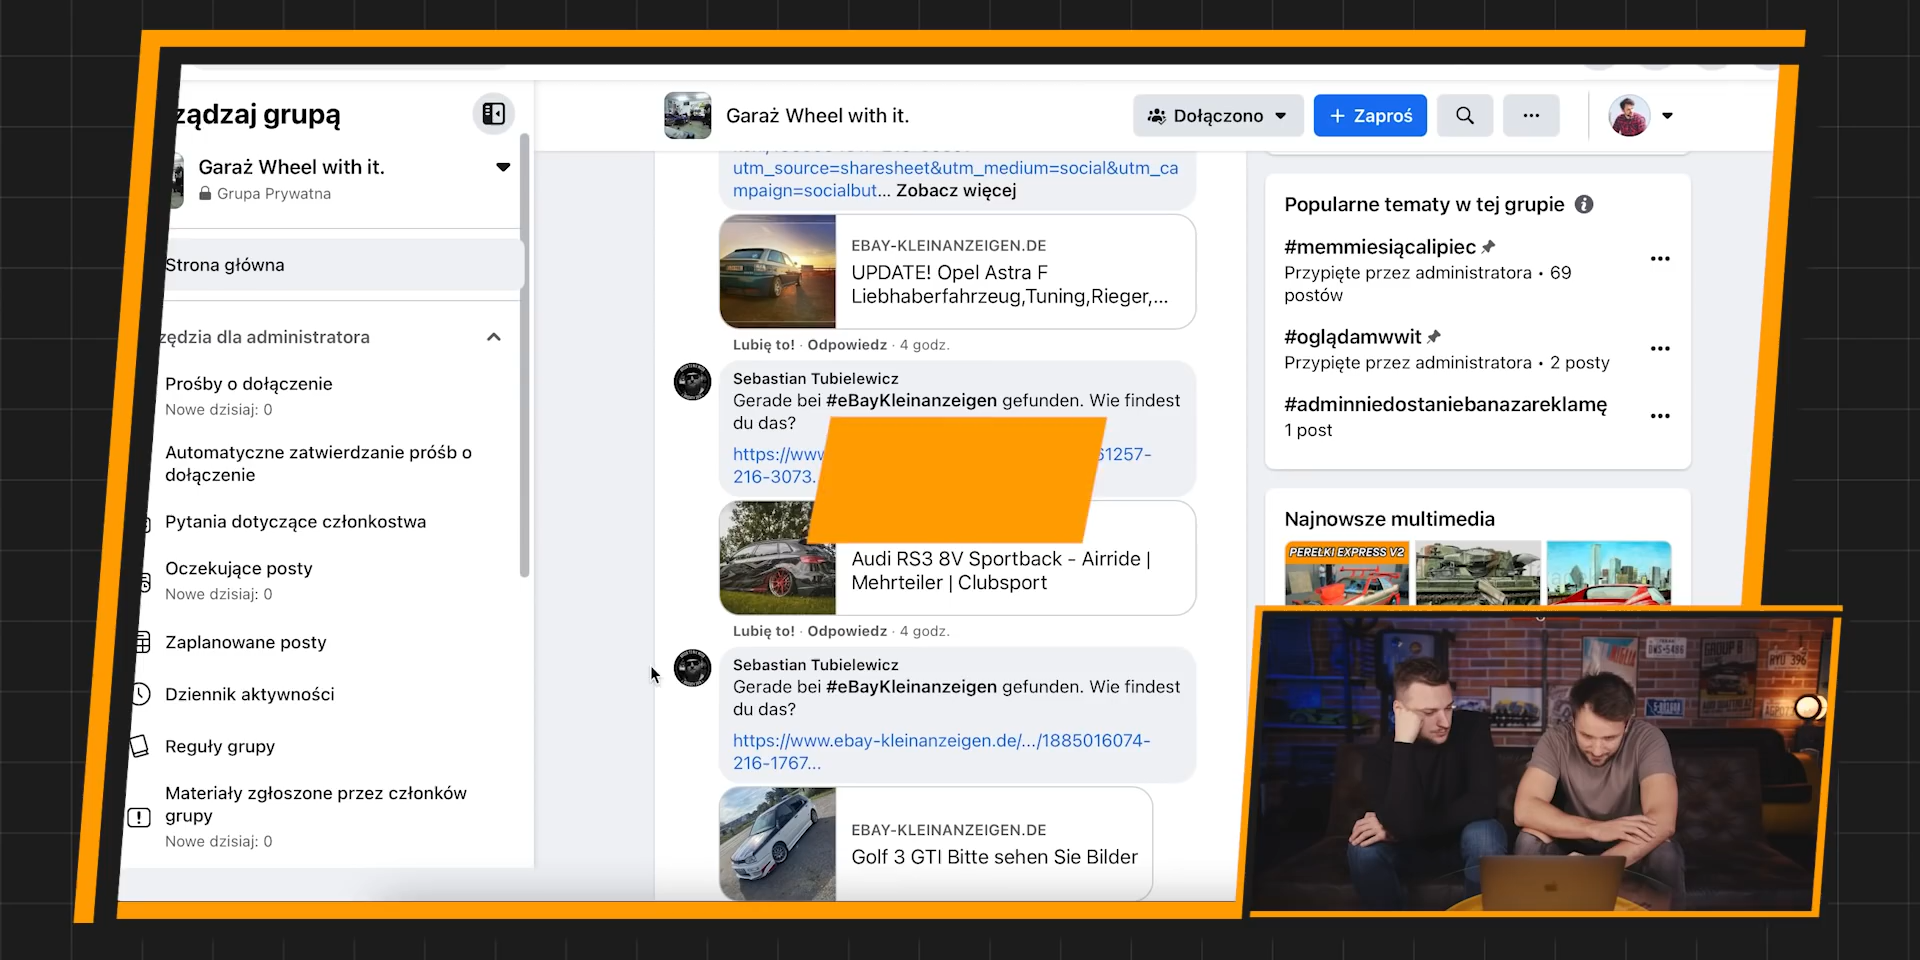 ządzaj grupą
Garaż Wheel with it.
Grupa Prywatna
Strona główna
zędzia dla administratora
Prośby o dołączenie
Nowe dzisiaj: 0
Automatyczne zatwierdzanie próśb o
dołączenie
Pytania dotyczące członkostwa
Oczekujące posty
Nowe dzisiaj: 0
Zaplanowane posty
Dziennik aktywności
Reguły grupy
Materiały zgłoszone przez członków
grupy
Nowe dzisiaj: 0
Garaż Wheel with it.
Dołączono
+ Zaproś
utm_source=sharesheet&utm_medium=social&utm_ca
mpaign=socialbut... Zobacz więcej
EBAY-KLEINANZEIGEN.DE
UPDATE! Opel Astra F
Liebhaberfahrzeug,Tuning,Rieger,...
Lubię to! · Odpowiedz · 4 godz.
Sebastian Tubielewicz
Gerade bei #eBayKleinanzeigen gefunden. Wie findest
du das?
https://www 61257-
216-3073.
Audi RS3 8V Sportback - Airride |
Mehrteiler | Clubsport
Lubię to! · Odpowiedz · 4 godz.
Sebastian Tubielewicz
Gerade bei #eBayKleinanzeigen gefunden. Wie findest
du das?
https://www.ebay-kleinanzeigen.de/.../1885016074-
216-1767...
EBAY-KLEINANZEIGEN.DE
Golf 3 GTI Bitte sehen Sie Bilder
Popularne tematy w tej grupie
#memmiesiącalipiec
Przypięte przez administratora · 69
postów
#oglądamwwit
Przypięte przez administratora · 2 posty
#adminniedostaniebanazareklamę
1 post
Najnowsze multimedia
PEREŁKI EXPRESS V2
GROUP B
RYU 396